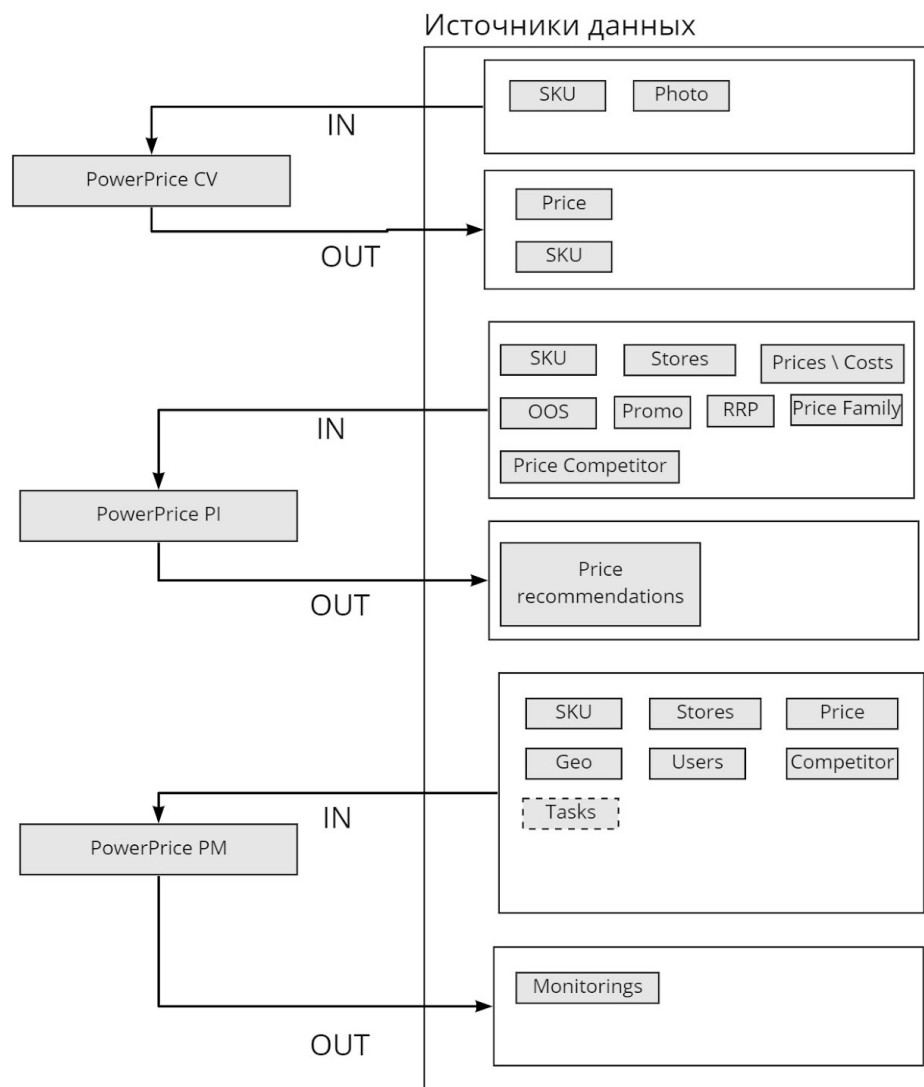 Источники данных
SKU
Photo
IN
PowerPrice CV
Price
OUT
SKU
SKU
Stores
Prices \ Costs
OOS
Promo
RRP
Price Family
IN
Price Competitor
PowerPrice PI
Price
recommendations
OUT
SKU
Stores
Price
Geo
Users
Competitor
Tasks
IN
PowerPrice PM
Monitorings
OUT